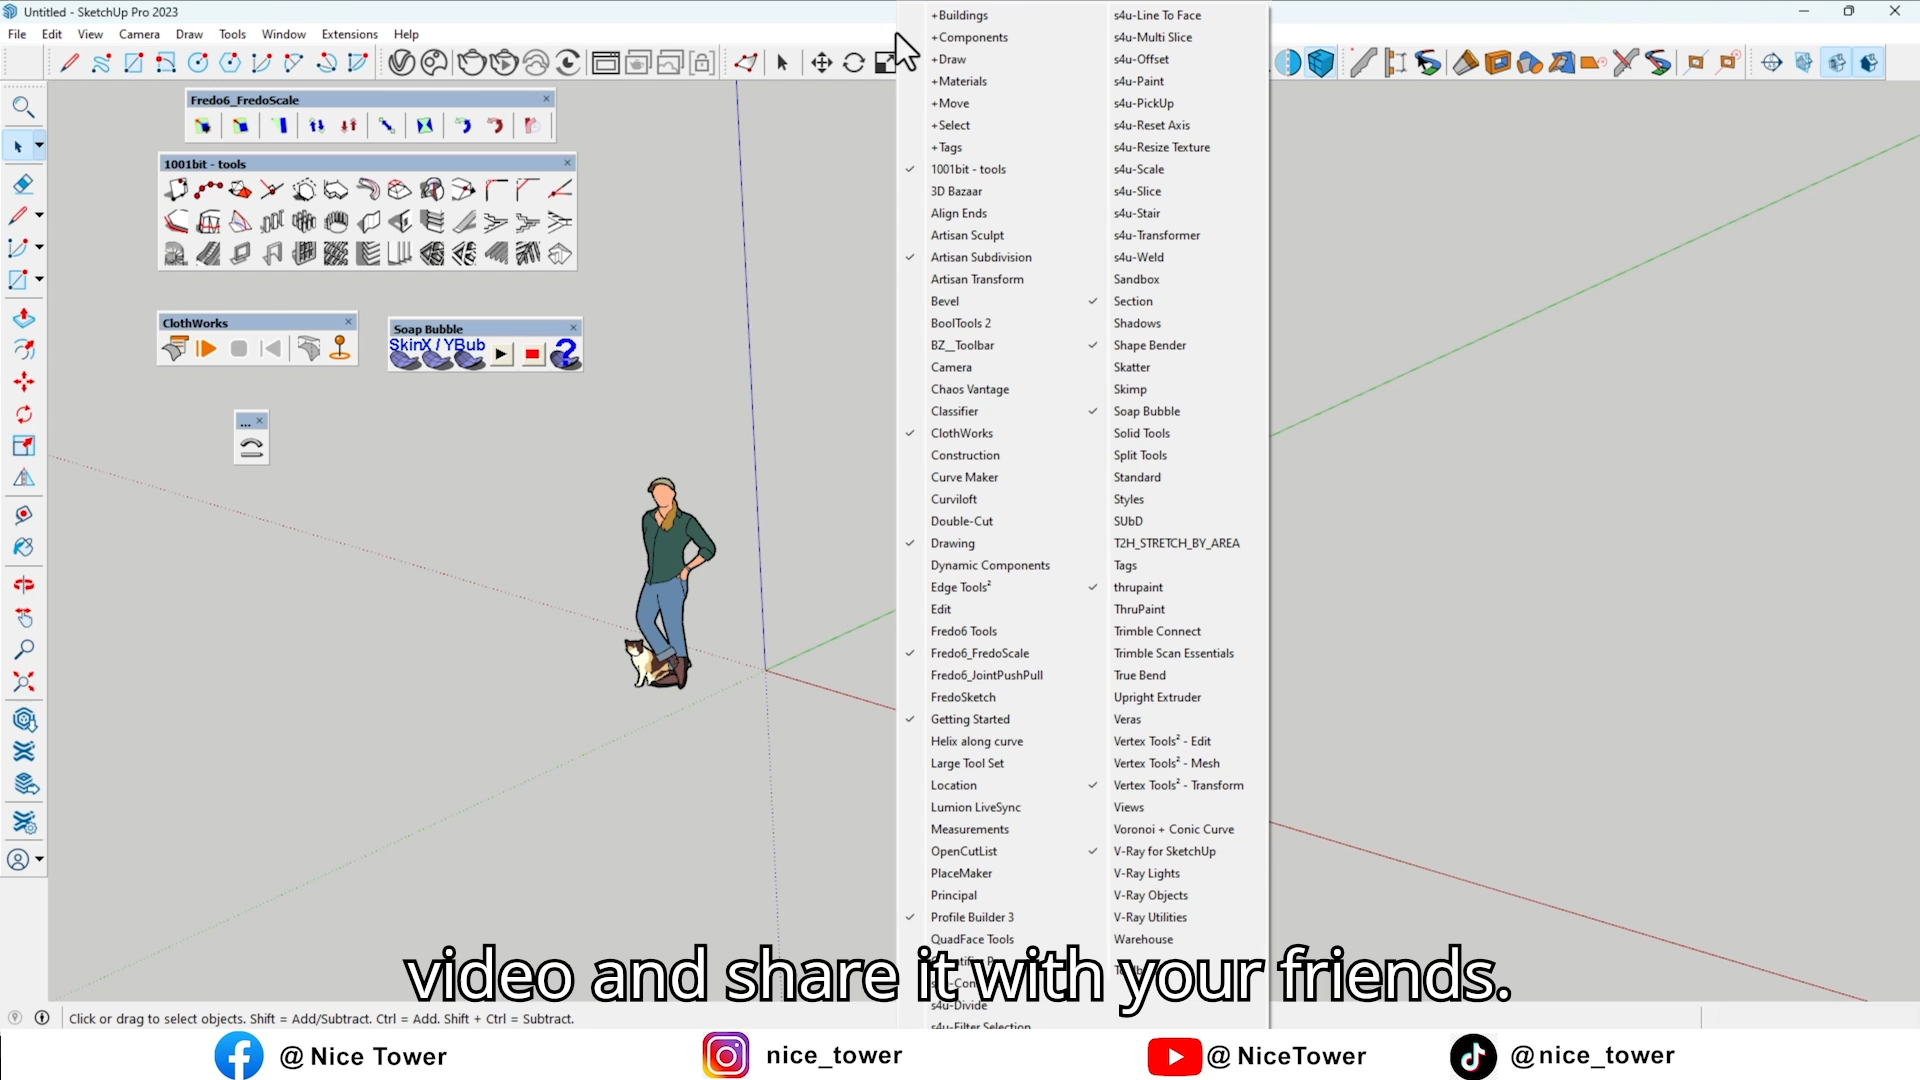 Untitled - SketchUp Pro 2023
File Edit View Camera Draw Tools Window Extensions Help
Fredo6_FredoScale
1001bit - tools
ClothWorks
Soap Bubble
SkinX / YBub
...
+Buildings
+Components
+Draw
+Materials
+Move
+Select
+Tags
1001bit - tools
3D Bazaar
Align Ends
Artisan Sculpt
Artisan Subdivision
Artisan Transform
Bevel
BoolTools 2
BZ__Toolbar
Camera
Chaos Vantage
Classifier
ClothWorks
Construction
Curve Maker
Curviloft
Double-Cut
Drawing
Dynamic Components
Edge Tools²
Edit
Fredo6 Tools
Fredo6_FredoScale
Fredo6_JointPushPull
FredoSketch
Getting Started
Helix along curve
Large Tool Set
Location
Lumion LiveSync
Measurements
OpenCutList
PlaceMaker
Principal
Profile Builder 3
QuadFace Tools
s4u-Divide
s4u-Filter Selection
s4u-Line To Face
s4u-Multi Slice
s4u-Offset
s4u-Paint
s4u-PickUp
s4u-Reset Axis
s4u-Resize Texture
s4u-Scale
s4u-Slice
s4u-Stair
s4u-Transformer
s4u-Weld
Sandbox
Section
Shadows
Shape Bender
Skatter
Skimp
Soap Bubble
Solid Tools
Split Tools
Standard
Styles
SUbD
T2H_STRETCH_BY_AREA
Tags
thrupaint
ThruPaint
Trimble Connect
Trimble Scan Essentials
True Bend
Upright Extruder
Veras
Vertex Tools² - Edit
Vertex Tools² - Mesh
Vertex Tools² - Transform
Views
Voronoi + Conic Curve
V-Ray for SketchUp
V-Ray Lights
V-Ray Objects
V-Ray Utilities
Warehouse
video and share it with your friends.
Click or drag to select objects. Shift = Add/Subtract. Ctrl = Add. Shift + Ctrl = Subtract.
@ Nice Tower
nice_tower
@ NiceTower
@nice_tower